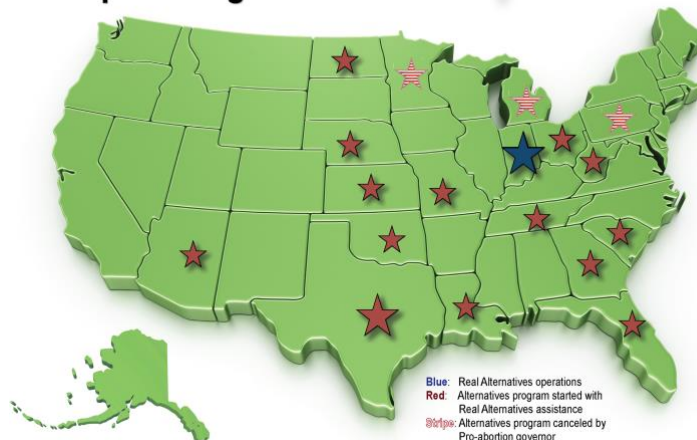 Blue: Real Alternatives operations
Red: Alternatives program started with
Real Alternatives assistance
Stripe: Alternatives program canceled by
Pro-abortion governor